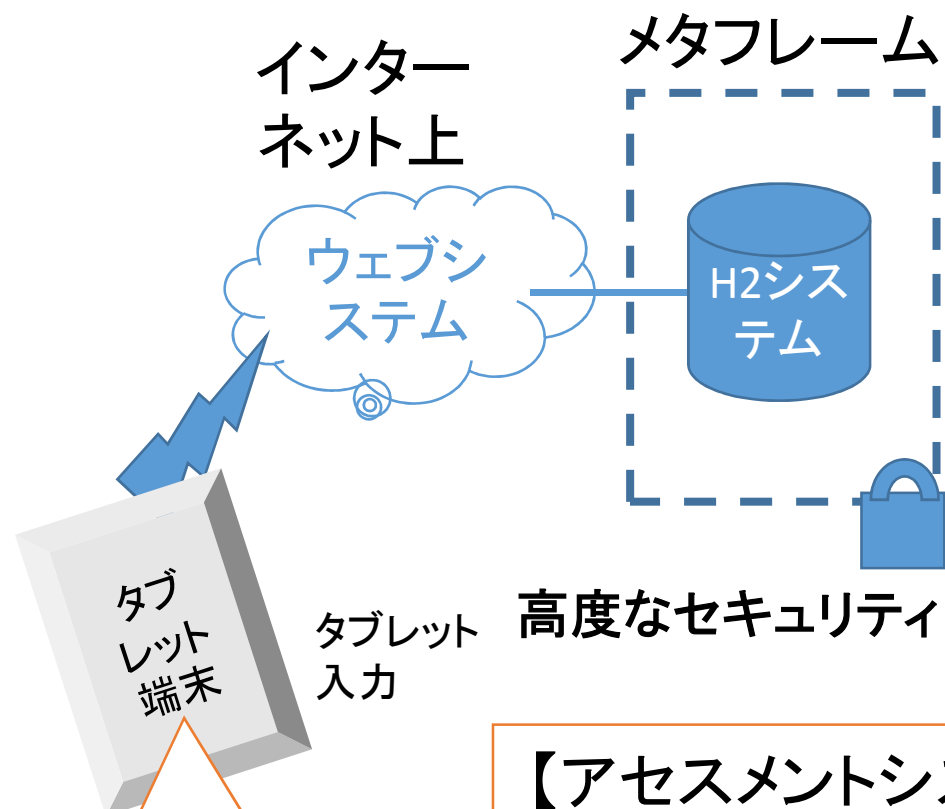 インター
ネット上
メタフレーム
ウェブシ
ステム
H2シス
テム
タブ
レット
端末
タブレット
入力
高度なセキュリティ
【アセスメントシス